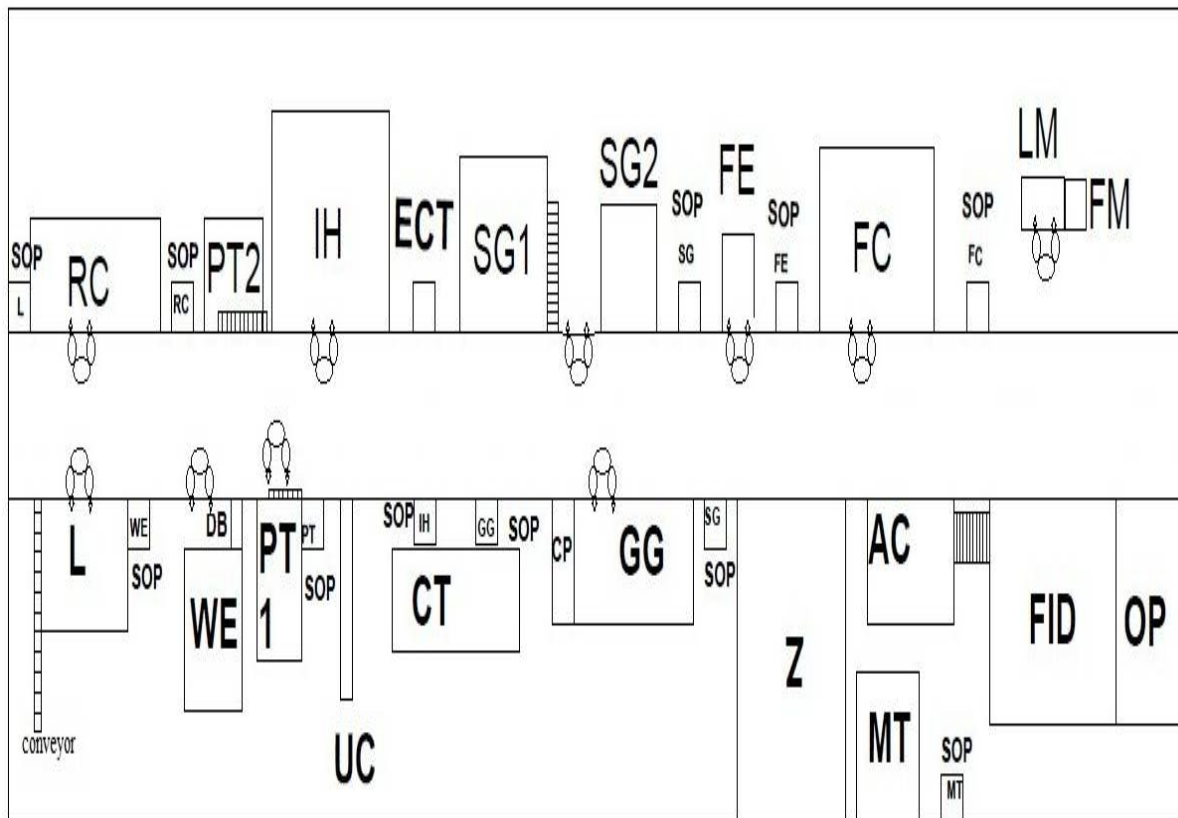 LM
SG2
FE
FM
SOP
SOP
SOP
ECT
IH
SG1
FC
SOP
SOP
RC
PT2
SG
FE
FC
L
RC
L
WE
SOP
DB
PT
1
PT
SOP
SOP
IH
GG
SOP
CP
GG
SG
SOP
AC
WE
CT
FID
OP
Z
MT
SOP
MT
UC
conveyor